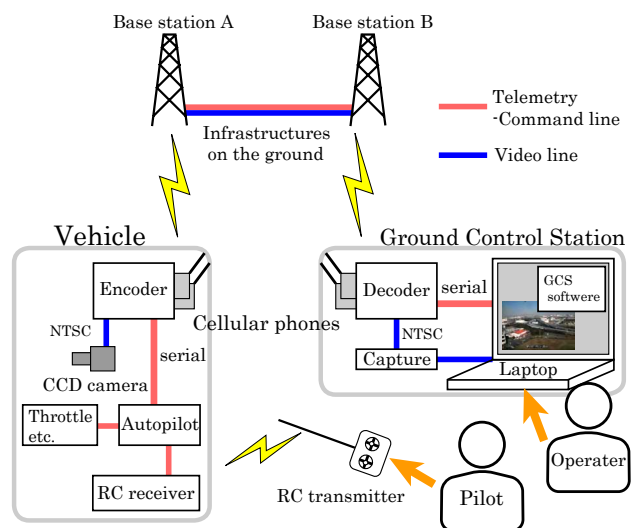 Base station A
Base station B
Telemetry
-Command line
Infrastructures
on the ground
Video line
Vehicle
Ground Control Station
Encoder
Decoder
serial
GCS
softwere
Cellular phones
NTSC
NTSC
serial
Capture
CCD camera
Laptop
Throttle
etc.
Autopilot
RC receiver
RC transmitter
Pilot
Operater